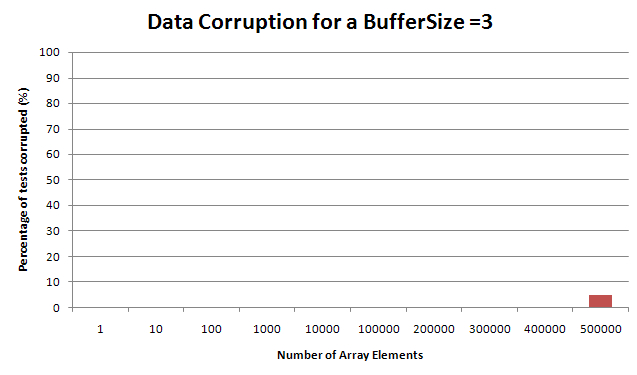 Data Corruption for a BufferSize =3
Percentage of tests corrupted (%)
100
90
80
70
60
50
40
30
20
10
0
1 10 100 1000 10000 100000 200000 300000 400000 500000
Number of Array Elements